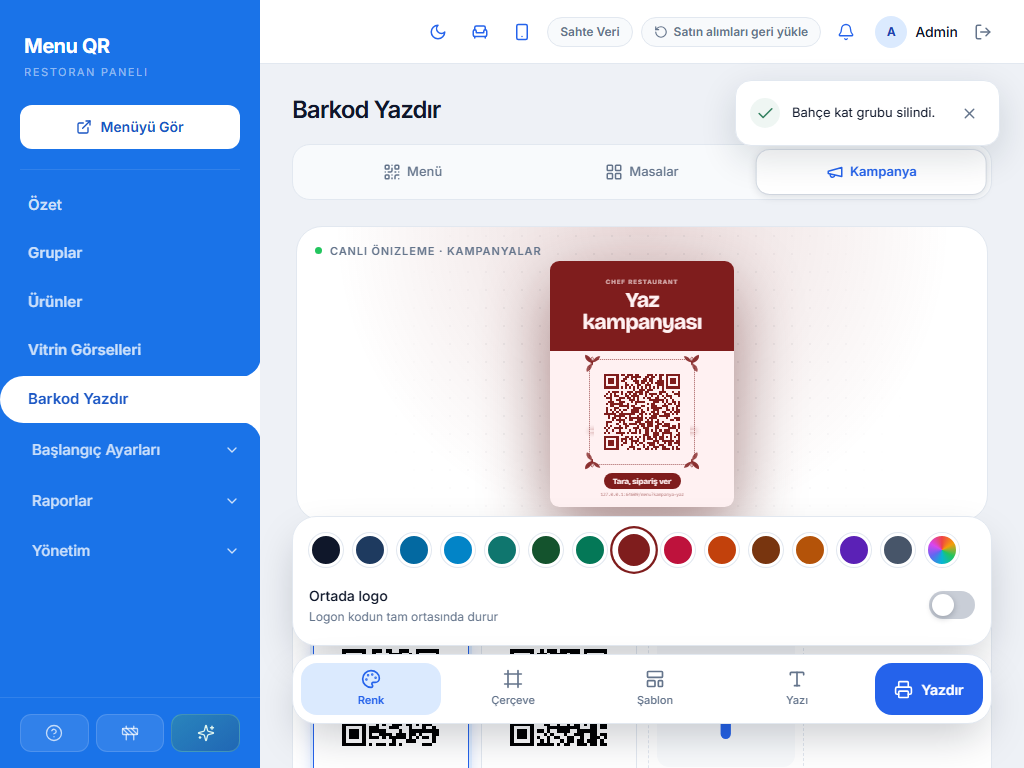 Menu QR
RESTORAN PANELİ
Menüyü Gör
Özet
Gruplar
Ürünler
Vitrin Görselleri
Barkod Yazdır
Başlangıç Ayarları
Raporlar
Yönetim
Sahte Veri
Satın alımları geri yükle
A
Admin
Barkod Yazdır
Bahçe kat grubu silindi.
Menü
Masalar
Kampanya
CANLI ÖNİZLEME · KAMPANYALAR
CHEF RESTAURANT
Yaz
kampanyası
Tara, sipariş ver
Ortada logo
Logon kodun tam ortasında durur
Renk
Çerçeve
Şablon
Yazı
Yazdır